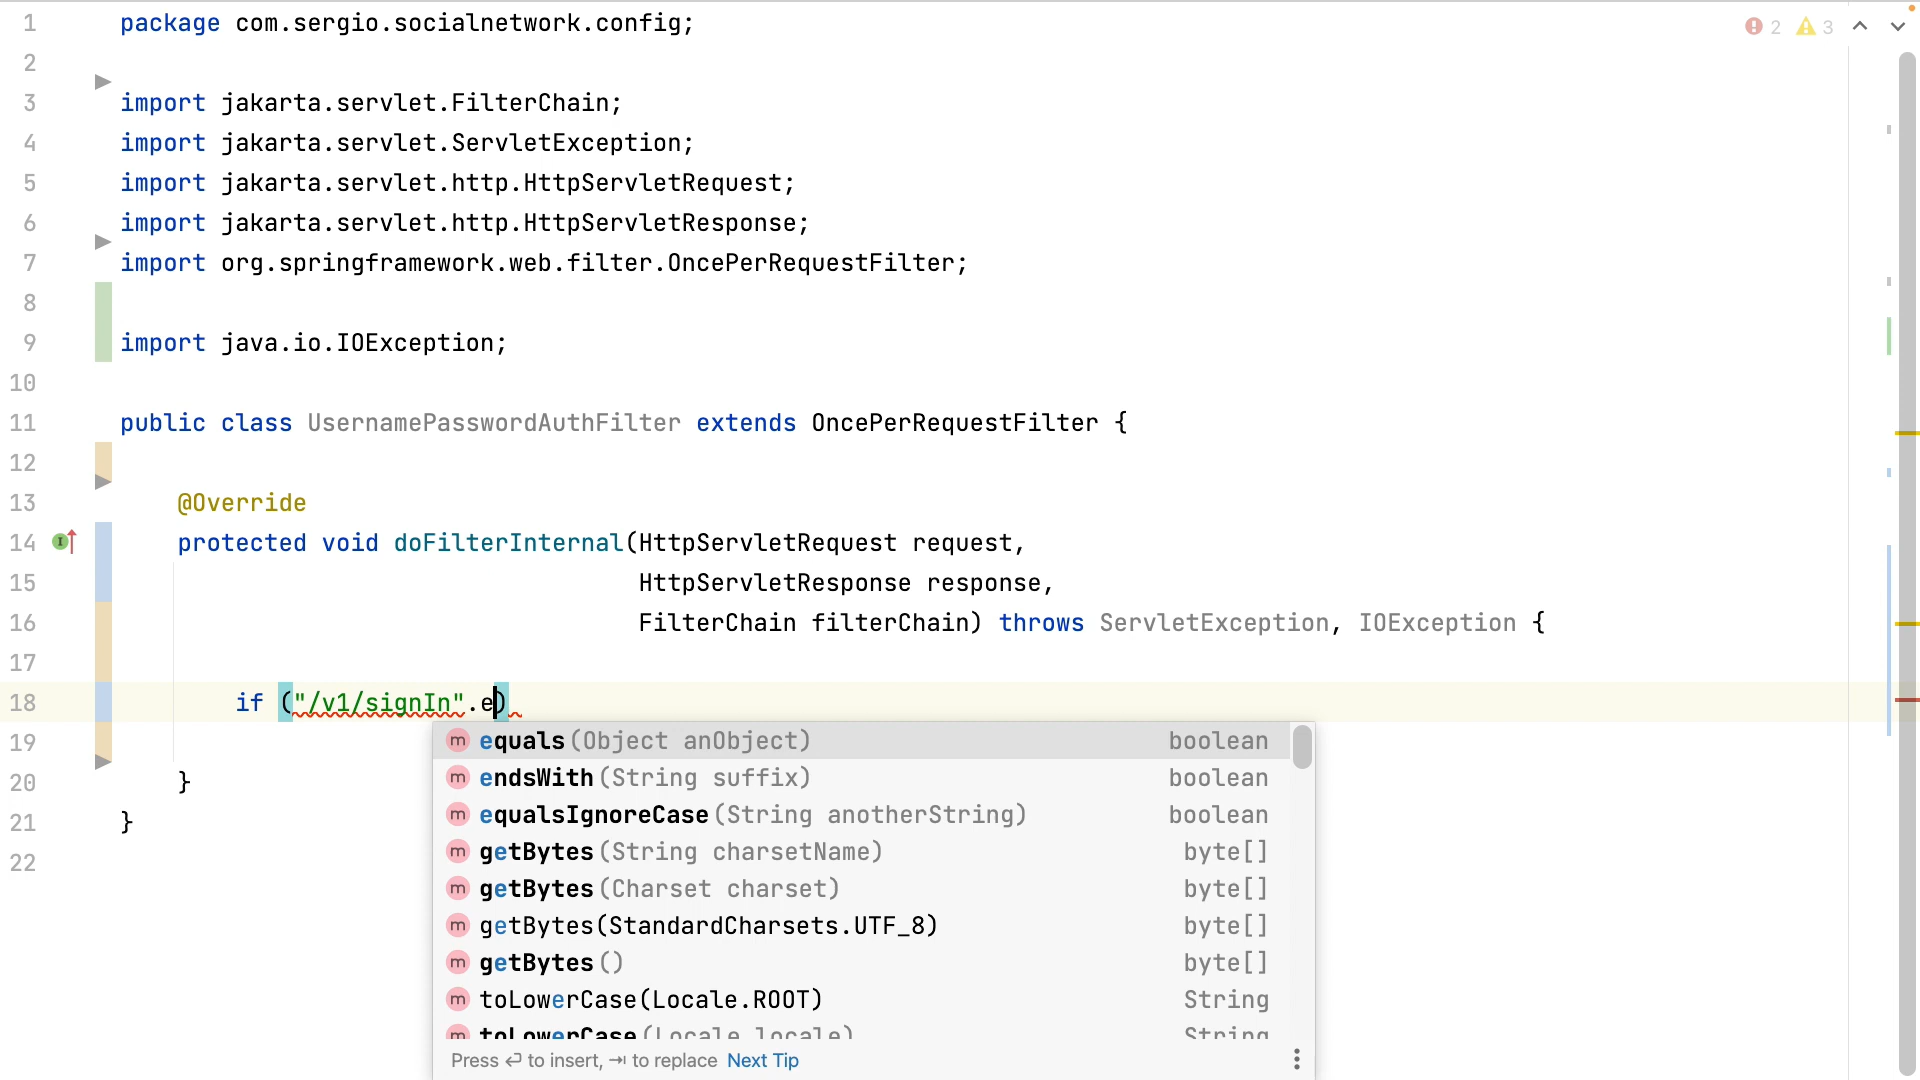 1 package com.sergio.socialnetwork.config;
2 3
2
3 import jakarta.servlet.FilterChain;
4 import jakarta.servlet.ServletException;
5 import jakarta.servlet.http.HttpServletRequest;
6 import jakarta.servlet.http.HttpServletResponse;
7 import org.springframework.web.filter.OncePerRequestFilter;
8
9 import java.io.IOException;
10
11 public class UsernamePasswordAuthFilter extends OncePerRequestFilter {
12
13 @Override
14 protected void doFilterInternal(HttpServletRequest request,
15 HttpServletResponse response,
16 FilterChain filterChain) throws ServletException, IOException {
17
18 if ("/v1/signIn".e)
19
20 }
21 }
22
m equals(Object anObject) boolean
m endsWith(String suffix) boolean
m equalsIgnoreCase(String anotherString) boolean
m getBytes(String charsetName) byte[]
m getBytes(Charset charset) byte[]
m getBytes(StandardCharsets.UTF_8) byte[]
m getBytes() byte[]
m toLowerCase(Locale.ROOT) String
m toLowerCase(Locale locale) String
Press ↵ to insert, ⇥ to replace Next Tip